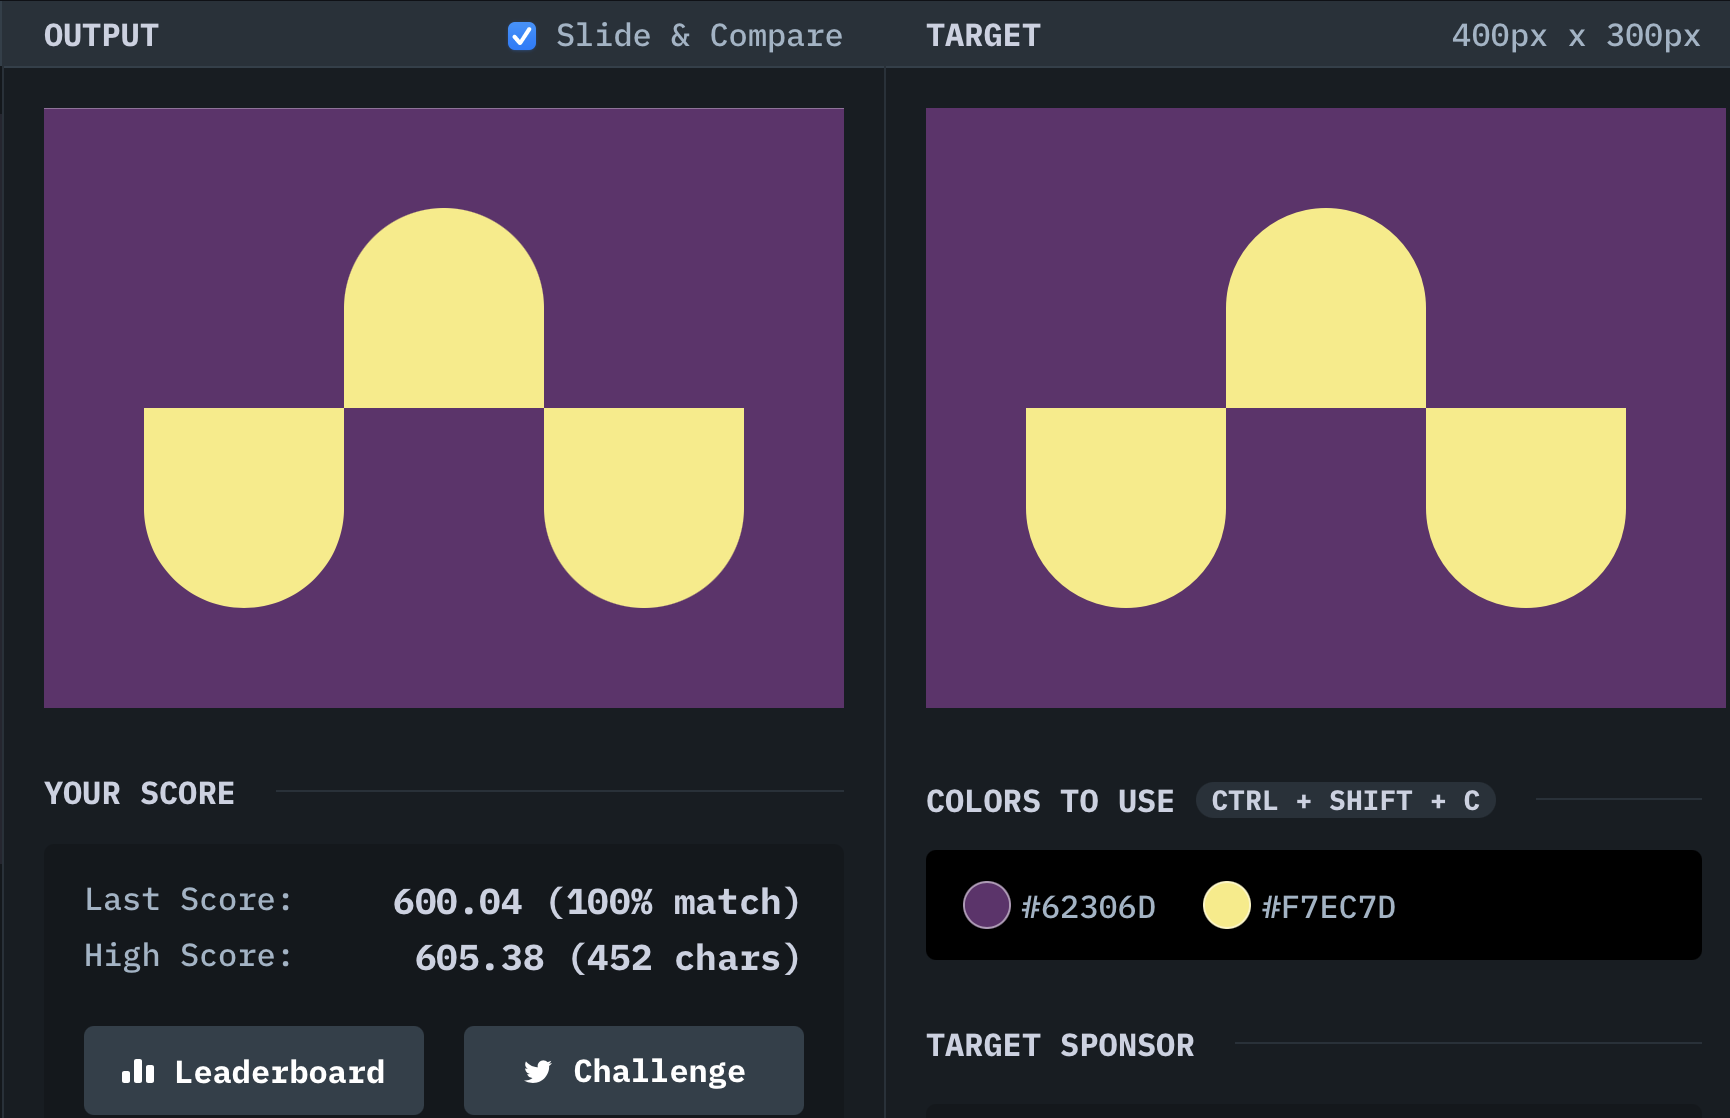 OUTPUT
Slide & Compare
TARGET
400px x 300px
YOUR SCORE
Last Score: 600.04 (100% match)
High Score: 605.38 (452 chars)
Leaderboard
Challenge
COLORS TO USE CTRL + SHIFT + C
#62306D #F7EC7D
TARGET SPONSOR